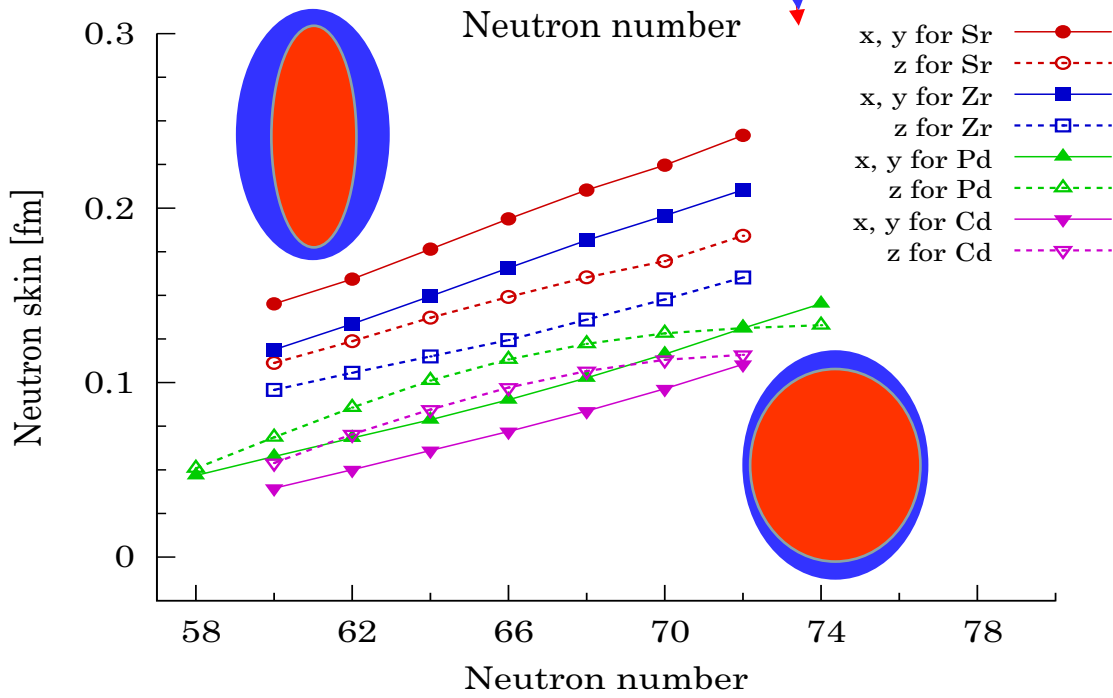 Neutron number
0.3
0.2
0.1
0
Neutron skin [fm]
x, y for Sr
z for Sr
x, y for Zr
z for Zr
x, y for Pd
z for Pd
x, y for Cd
z for Cd
58 62 66 70 74 78
Neutron number